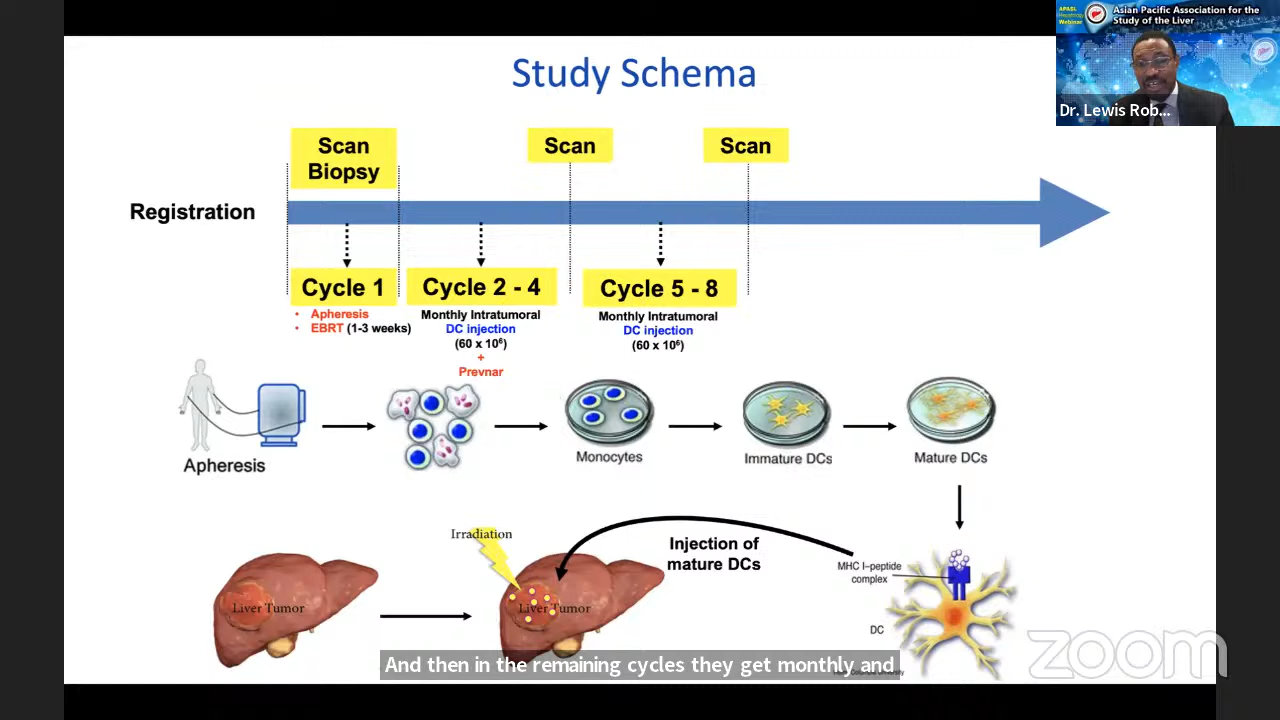 APASL
Hepatology
Webinar
Asian Pacific Association for the
Study of the Liver
Dr. Lewis Rob...
Study Schema
Scan
Biopsy
Scan
Scan
Registration
Cycle 1
• Apheresis
• EBRT (1-3 weeks)
Cycle 2 - 4
Monthly Intratumoral
DC injection
(60 x 10⁶)
+
Prevnar
Cycle 5 - 8
Monthly Intratumoral
DC injection
(60 x 10⁶)
Apheresis
Monocytes
Immature DCs
Mature DCs
Irradiation
Injection of
mature DCs
MHC I–peptide
complex
DC
Liver Tumor
Liver Tumor
And then in the remaining cycles they get monthly and
zoom